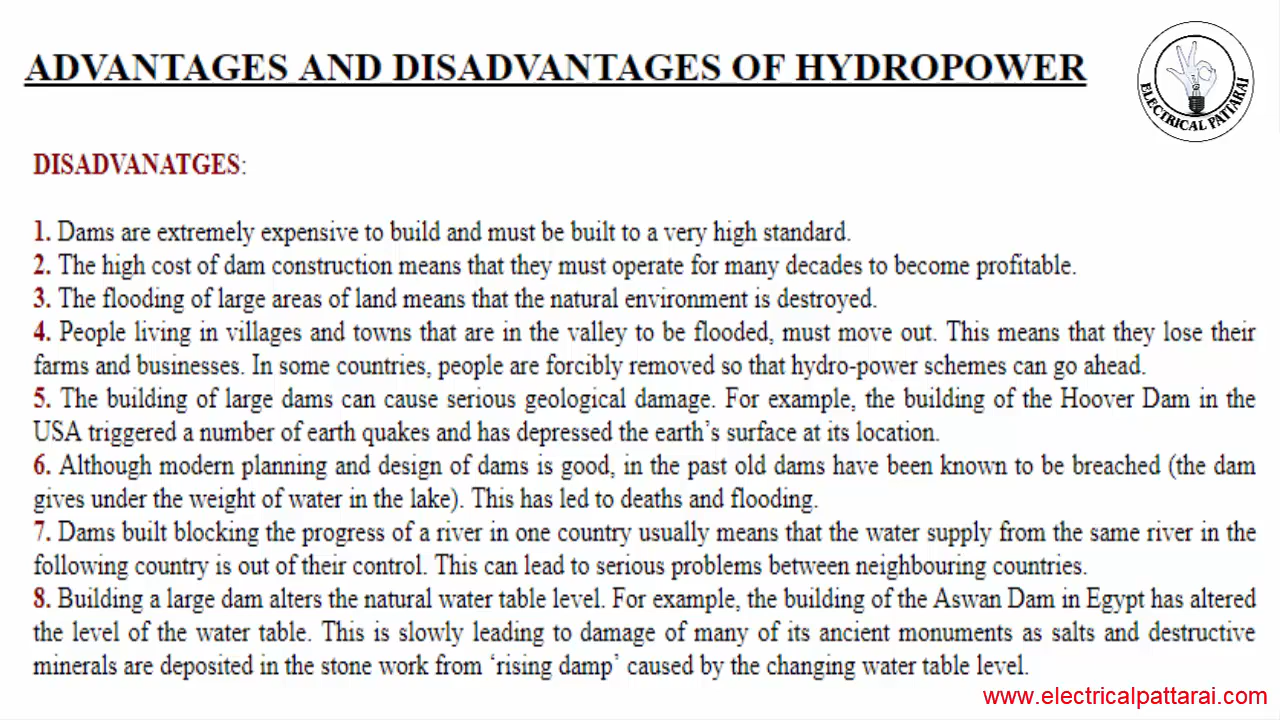 ADVANTAGES AND DISADVANTAGES OF HYDROPOWER
ELECTRICAL PATTARAI
DISADVANATGES:
1. Dams are extremely expensive to build and must be built to a very high standard.
2. The high cost of dam construction means that they must operate for many decades to become profitable.
3. The flooding of large areas of land means that the natural environment is destroyed.
4. People living in villages and towns that are in the valley to be flooded, must move out. This means that they lose their
farms and businesses. In some countries, people are forcibly removed so that hydro-power schemes can go ahead.
5. The building of large dams can cause serious geological damage. For example, the building of the Hoover Dam in the
USA triggered a number of earth quakes and has depressed the earth’s surface at its location.
6. Although modern planning and design of dams is good, in the past old dams have been known to be breached (the dam
gives under the weight of water in the lake). This has led to deaths and flooding.
7. Dams built blocking the progress of a river in one country usually means that the water supply from the same river in the
following country is out of their control. This can lead to serious problems between neighbouring countries.
8. Building a large dam alters the natural water table level. For example, the building of the Aswan Dam in Egypt has altered
the level of the water table. This is slowly leading to damage of many of its ancient monuments as salts and destructive
minerals are deposited in the stone work from ‘rising damp’ caused by the changing water table level.
www.electricalpattarai.com